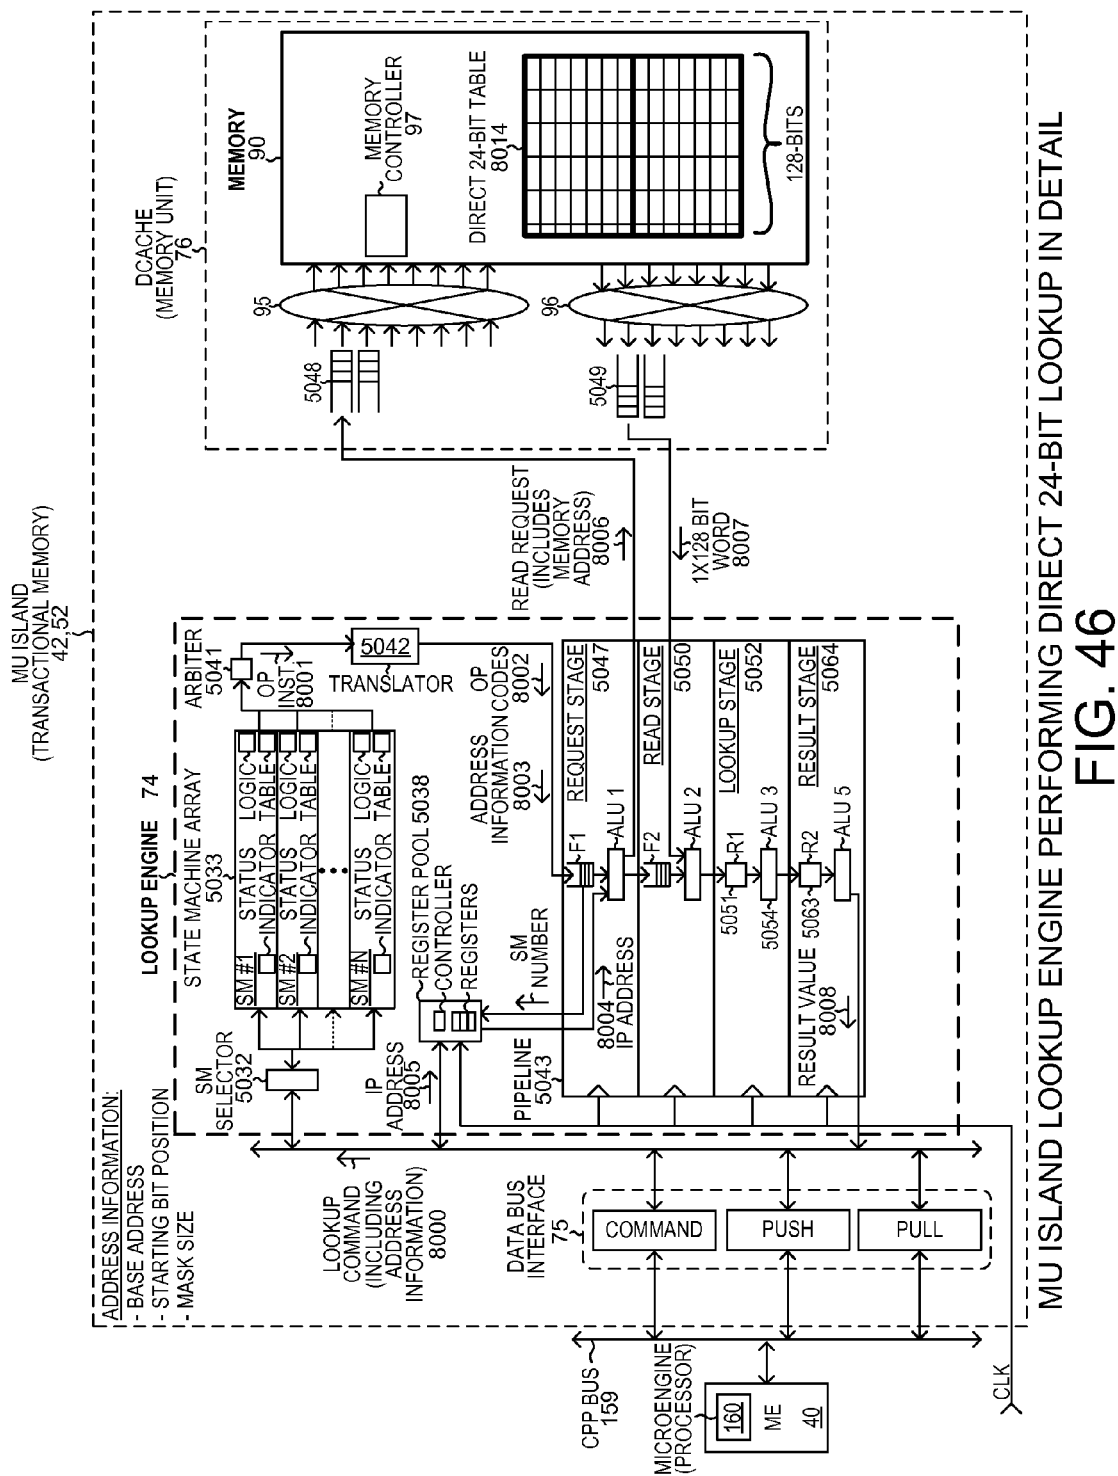 MU ISLAND
(TRANSACTIONAL MEMORY)
42,52
ADDRESS INFORMATION:
- BASE ADDRESS
- STARTING BIT POSITION
- MASK SIZE
LOOKUP ENGINE 74
STATE MACHINE ARRAY
5033
SM
SELECTOR
5032
SM #1
STATUS
INDICATOR
LOGIC
TABLE
SM #2
STATUS
INDICATOR
LOGIC
TABLE
SM #N
STATUS
INDICATOR
LOGIC
TABLE
ARBITER
5041
OP
INST
8001
5042
TRANSLATOR
IP
ADDRESS
8005
REGISTER POOL 5038
CONTROLLER
REGISTERS
SM
NUMBER
ADDRESS
INFORMATION CODES
8003
OP
8002
PIPELINE
5043
8004
IP ADDRESS
F1
ALU 1
REQUEST STAGE
5047
F2
ALU 2
READ STAGE
5050
5051
R1
5054
ALU 3
LOOKUP STAGE
5052
5063
R2
ALU 5
RESULT STAGE
5064
RESULT VALUE
8008
READ REQUEST
(INCLUDES
MEMORY
ADDRESS)
8006
1X128 BIT
WORD
8007
DCACHE
(MEMORY UNIT)
76
MEMORY
90
MEMORY
CONTROLLER
97
DIRECT 24-BIT TABLE
8014
128-BITS
95
96
5048
5049
LOOKUP
COMMAND
(INCLUDING
ADDRESS
INFORMATION)
8000
DATA BUS
INTERFACE
75
COMMAND
PUSH
PULL
CPP BUS
159
MICROENGINE
(PROCESSOR)
160
ME
40
CLK
MU ISLAND LOOKUP ENGINE PERFORMING DIRECT 24-BIT LOOKUP IN DETAIL
FIG. 46